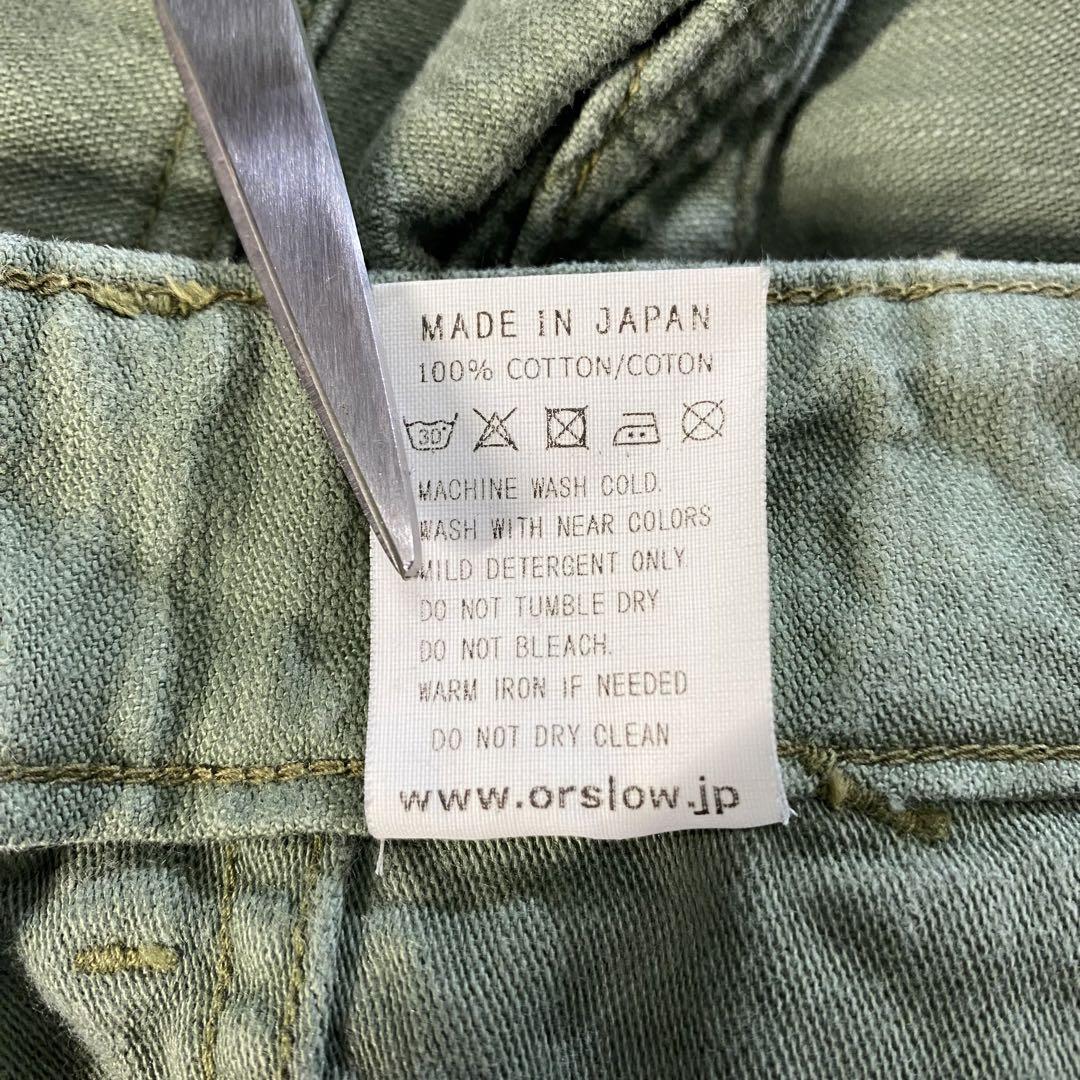 MADE IN JAPAN
100% COTTON/COTON
30
MACHINE WASH COLD.
WASH WITH NEAR COLORS
MILD DETERGENT ONLY
DO NOT TUMBLE DRY
DO NOT BLEACH.
WARM IRON IF NEEDED
DO NOT DRY CLEAN
www.orslow.jp